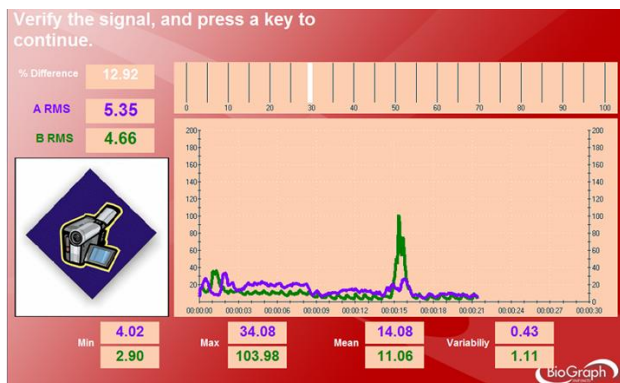 Verify the signal, and press a key to
continue.
% Difference 12.92
A RMS 5.35
B RMS 4.66
0 10 20 30 40 50 60 70 80 90 100
200 200
180 180
160 160
140 140
120 120
100 100
80 80
60 60
40 40
20 20
0
00:00:00 00:00:03 00:00:06 00:00:09 00:00:12 00:00:15 00:00:18 00:00:21 00:00:24 00:00:27 00:00:30
Min 4.02 Max 34.08 Mean 14.08 Variabiliy 0.43
2.90 103.98 11.06 1.11
BioGraph